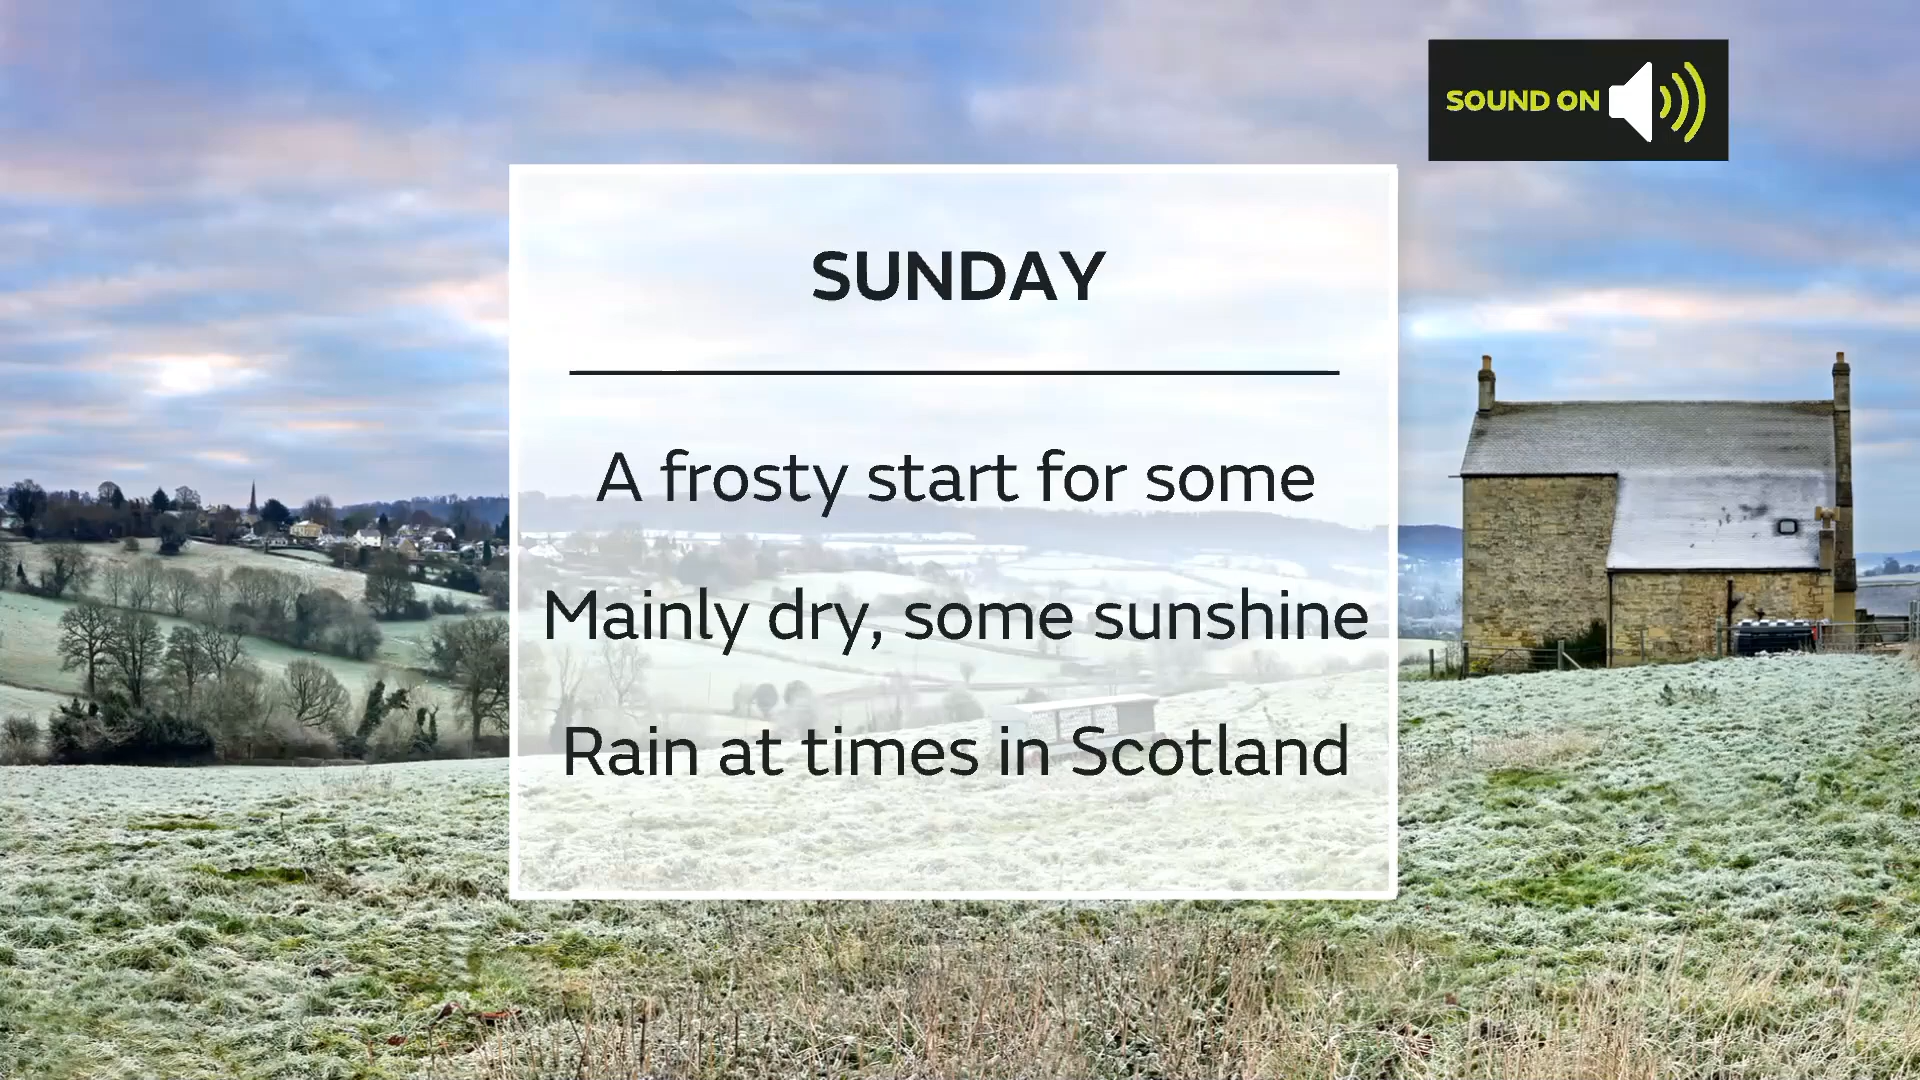 SOUND ON
SUNDAY
A frosty start for some
Mainly dry, some sunshine
Rain at times in Scotland